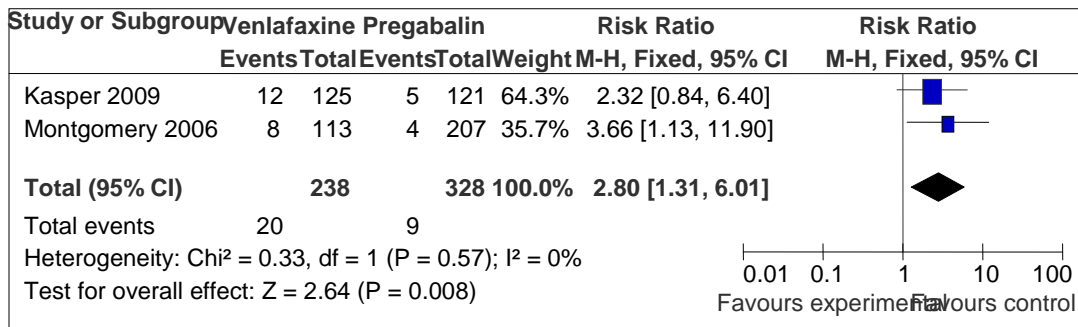 Study or Subgroup Venlafaxine Pregabalin Risk Ratio Risk Ratio
Events Total Events Total Weight M-H, Fixed, 95% CI M-H, Fixed, 95% CI
Kasper 2009 12 125 5 121 64.3% 2.32 [0.84, 6.40]
Montgomery 2006 8 113 4 207 35.7% 3.66 [1.13, 11.90]
Total (95% CI) 238 328 100.0% 2.80 [1.31, 6.01]
Total events 20 9
Heterogeneity: Chi² = 0.33, df = 1 (P = 0.57); I² = 0%
Test for overall effect: Z = 2.64 (P = 0.008)
0.01 0.1 1 10 100
Favours experimental Favours control